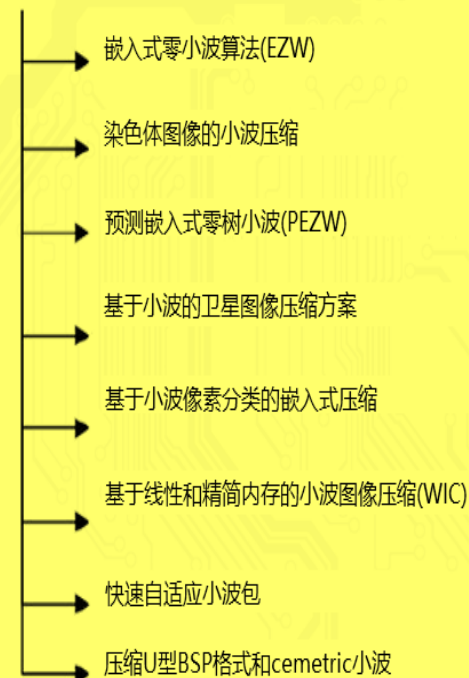 嵌入式零小波算法(EZW)
染色体图像的小波压缩
预测嵌入式零树小波(PEZW)
基于小波的卫星图像压缩方案
基于小波像素分类的嵌入式压缩
基于线性和精简内存的小波图像压缩(WIC)
快速自适应小波包
压缩U型BSP格式和cemetric小波